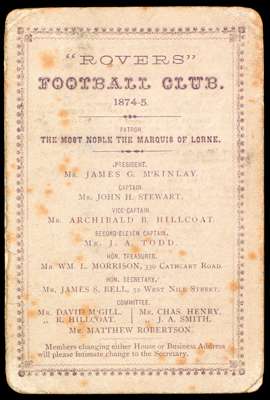 "ROVERS"
FOOTBALL CLUB.
1874-5.
PATRON
THE MOST NOBLE THE MARQUIS OF LORNE.
PRESIDENT.
MR. JAMES G. M'KINLAY.
CAPTAIN.
MR. JOHN H. STEWART.
VICE-CAPTAIN.
MR. ARCHIBALD B. HILLCOAT.
SECOND-ELEVEN CAPTAIN.
MR. J. A. TODD.
HON. TREASURER.
MR. WM. L. MORRISON, 330 CATHCART ROAD.
HON. SECRETARY,
MR. JAMES S. BELL, 52 WEST NILE STREET.
COMMITTEE.
MR. DAVID M'GILL. MR. CHAS. HENRY.
„ R. HILLCOAT. „ J. A. SMITH.
MR. MATTHEW ROBERTSON.
Members changing either House or Business Address
will please Intimate change to the Secretary.